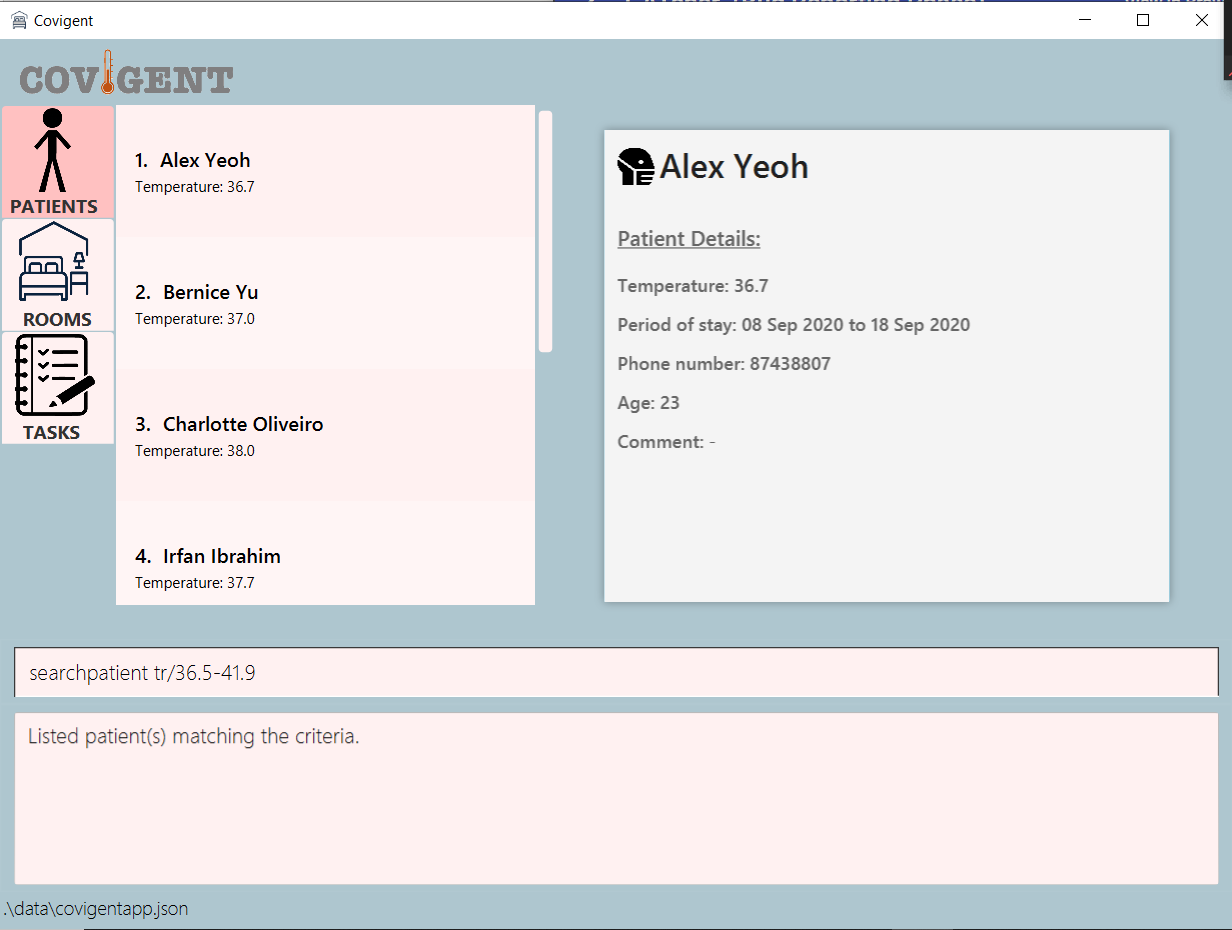 Covigent
COVIGENT
PATIENTS
ROOMS
TASKS
1. Alex Yeoh
Temperature: 36.7
2. Bernice Yu
Temperature: 37.0
3. Charlotte Oliveiro
Temperature: 38.0
4. Irfan Ibrahim
Temperature: 37.7
Alex Yeoh
Patient Details:
Temperature: 36.7
Period of stay: 08 Sep 2020 to 18 Sep 2020
Phone number: 87438807
Age: 23
Comment: -
searchpatient tr/36.5-41.9
Listed patient(s) matching the criteria.
.\data\covigentapp.json